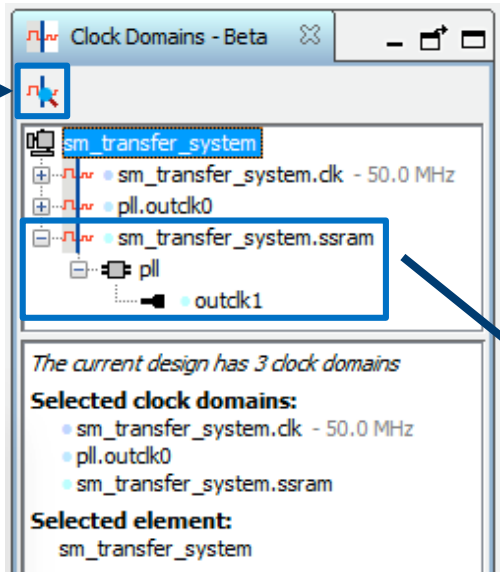 Clock Domains - Beta
sm_transfer_system
sm_transfer_system.clk - 50.0 MHz
pll.outclk0
sm_transfer_system.ssram
pll
outclk1
The current design has 3 clock domains
Selected clock domains:
sm_transfer_system.clk - 50.0 MHz
pll.outclk0
sm_transfer_system.ssram
Selected element:
sm_transfer_system